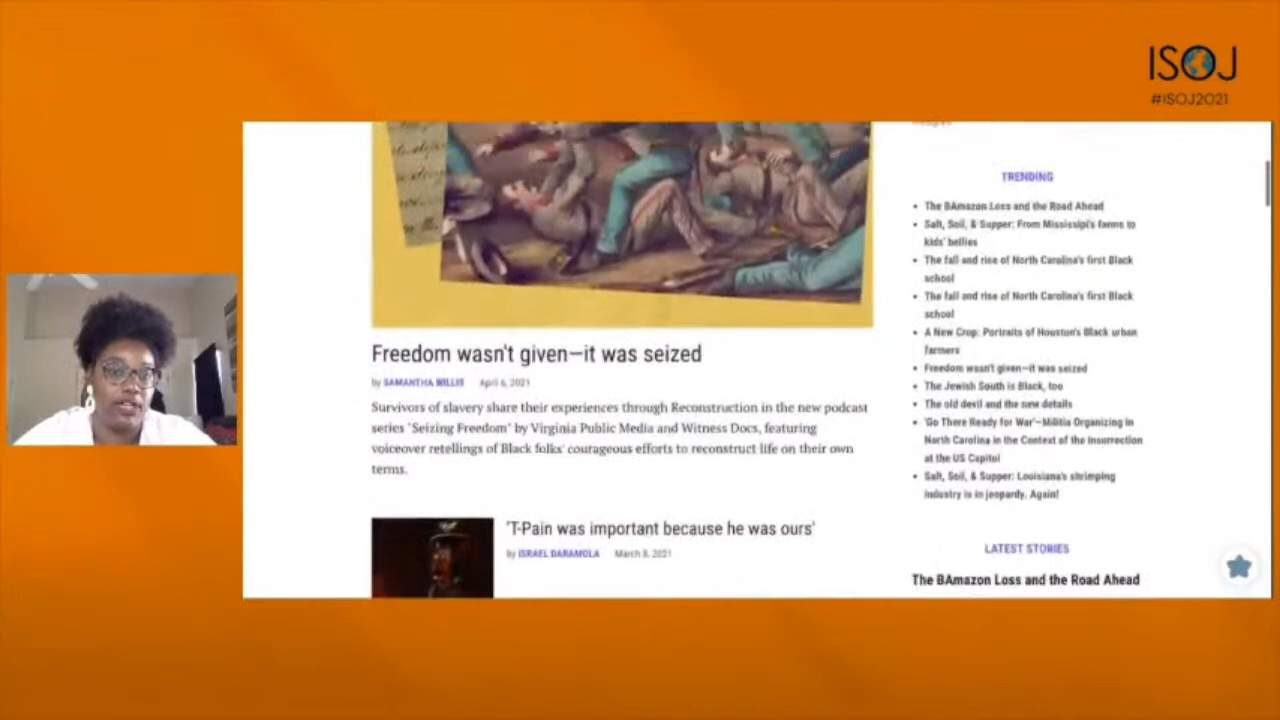 ISOJ
#ISOJ2021
TRENDING
The BAmazon Loss and the Road Ahead
Salt, Soil, & Supper: From Mississipi's farms to
kids' bellies
The fall and rise of North Carolina's first Black
school
The fall and rise of North Carolina's first Black
school
A New Crop: Portraits of Houston's Black urban
farmers
Freedom wasn't given—it was seized
The Jewish South is Black, too
The old devil and the new details
'Go There Ready for War'—Militia Organizing in
North Carolina in the Context of the Insurrection
at the US Capitol
Salt, Soil, & Supper: Louisiana's shrimping
industry is in jeopardy. Again!
LATEST STORIES
The BAmazon Loss and the Road Ahead
Freedom wasn't given—it was seized
by SAMANTHA WILLIS April 6, 2021
Survivors of slavery share their experiences through Reconstruction in the new podcast
series "Seizing Freedom" by Virginia Public Media and Witness Docs, featuring
voiceover retellings of Black folks' courageous efforts to reconstruct life on their own
terms.
'T-Pain was important because he was ours'
by ISRAEL DARAMOLA March 8, 2021